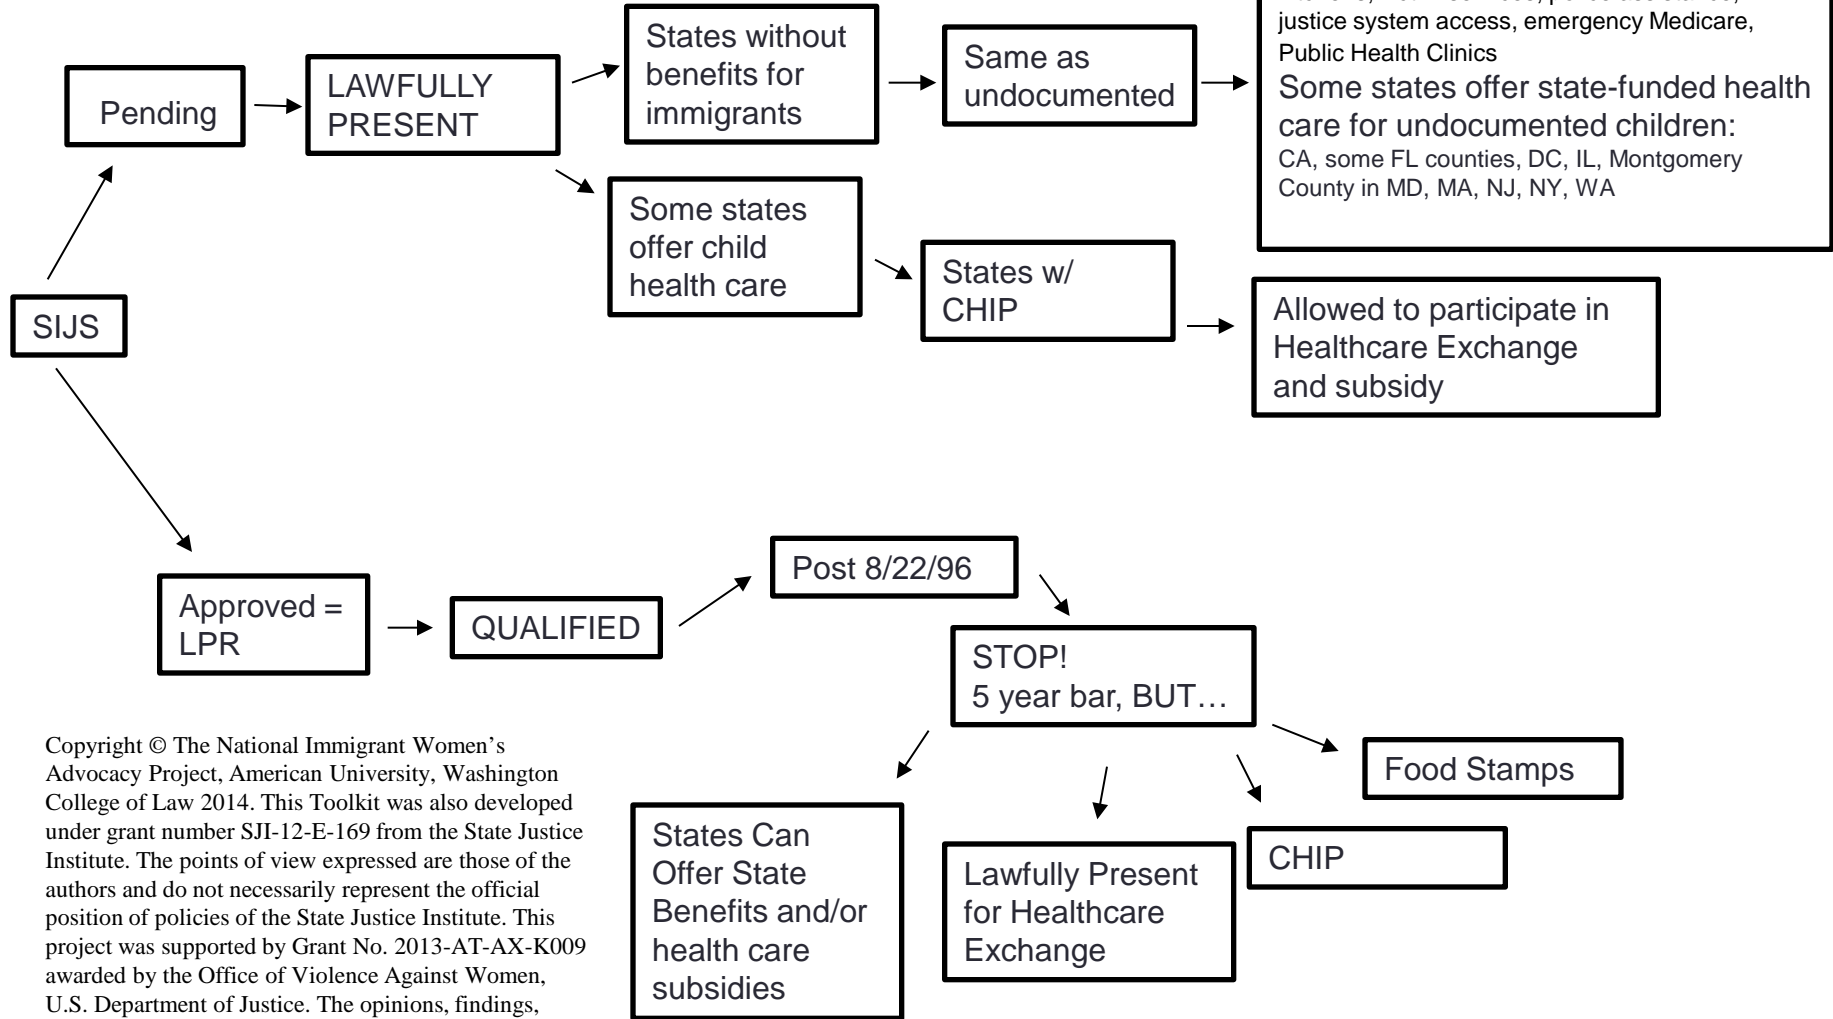 justice system access, emergency Medicare,
Public Health Clinics
Some states offer state-funded health
care for undocumented children:
CA, some FL counties, DC, IL, Montgomery
County in MD, MA, NJ, NY, WA
States without
benefits for
immigrants
Same as
undocumented
LAWFULLY
PRESENT
Pending
Some states
offer child
health care
States w/
CHIP
Allowed to participate in
Healthcare Exchange
and subsidy
SIJS
Post 8/22/96
Approved =
LPR
QUALIFIED
STOP!
5 year bar, BUT…
Food Stamps
CHIP
Lawfully Present
for Healthcare
Exchange
States Can
Offer State
Benefits and/or
health care
subsidies
Copyright © The National Immigrant Women’s
Advocacy Project, American University, Washington
College of Law 2014. This Toolkit was also developed
under grant number SJI-12-E-169 from the State Justice
Institute. The points of view expressed are those of the
authors and do not necessarily represent the official
position of policies of the State Justice Institute. This
project was supported by Grant No. 2013-AT-AX-K009
awarded by the Office of Violence Against Women,
U.S. Department of Justice. The opinions, findings,